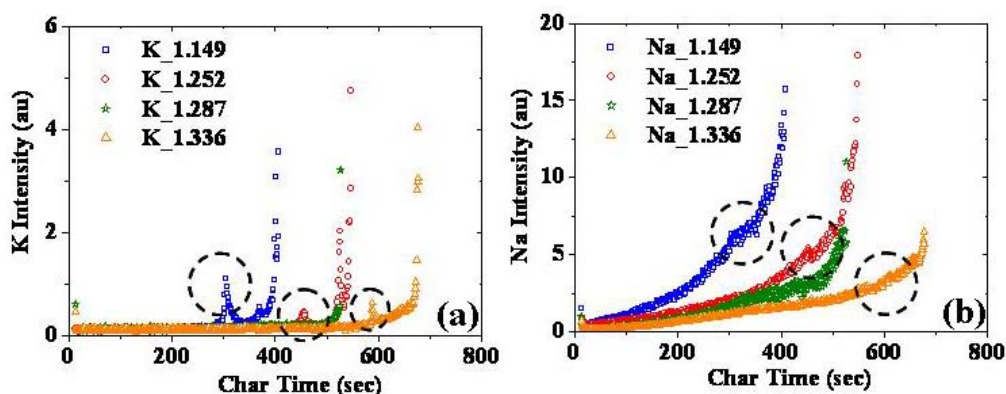 6
4
2
0
K Intensity (au)
K_1.149
K_1.252
K_1.287
K_1.336
(a)
0 200 400 600 800
Char Time (sec)
20
15
10
5
0
Na Intensity (au)
Na_1.149
Na_1.252
Na_1.287
Na_1.336
(b)
0 200 400 600 800
Char Time (sec)